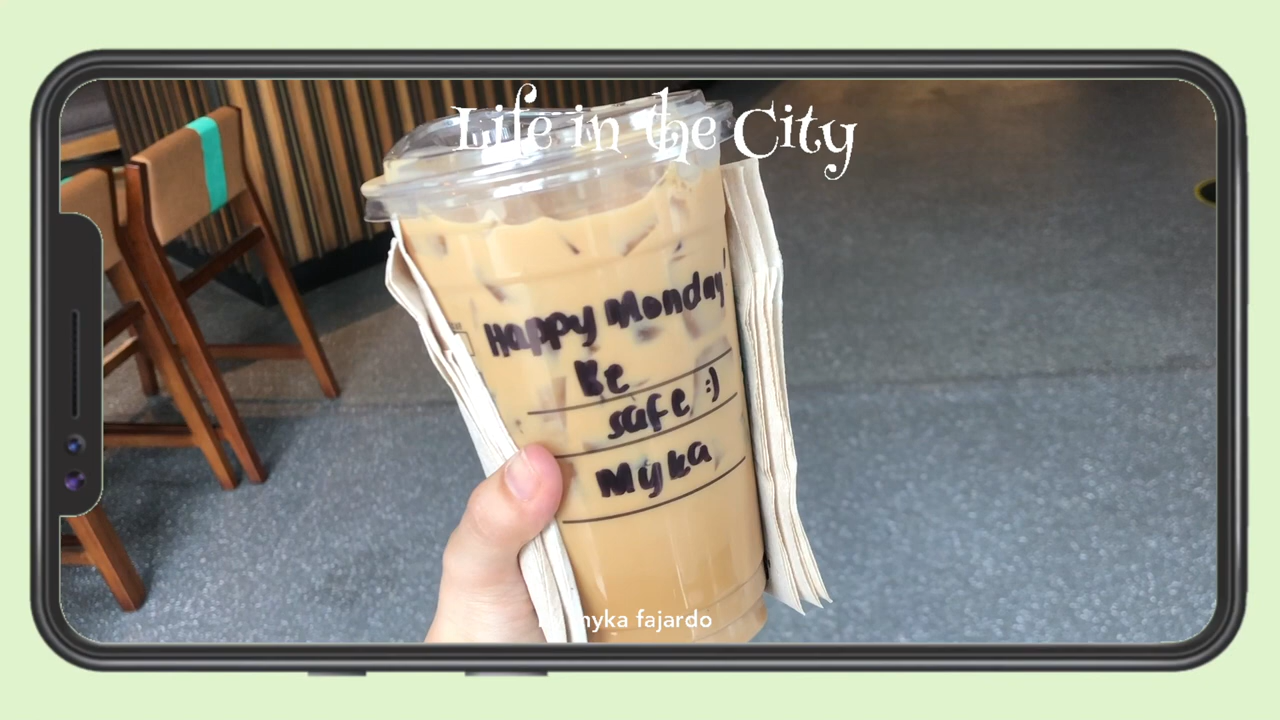 Life in the City
Happy Monday!
Be
safe :)
Myka
myka fajardo